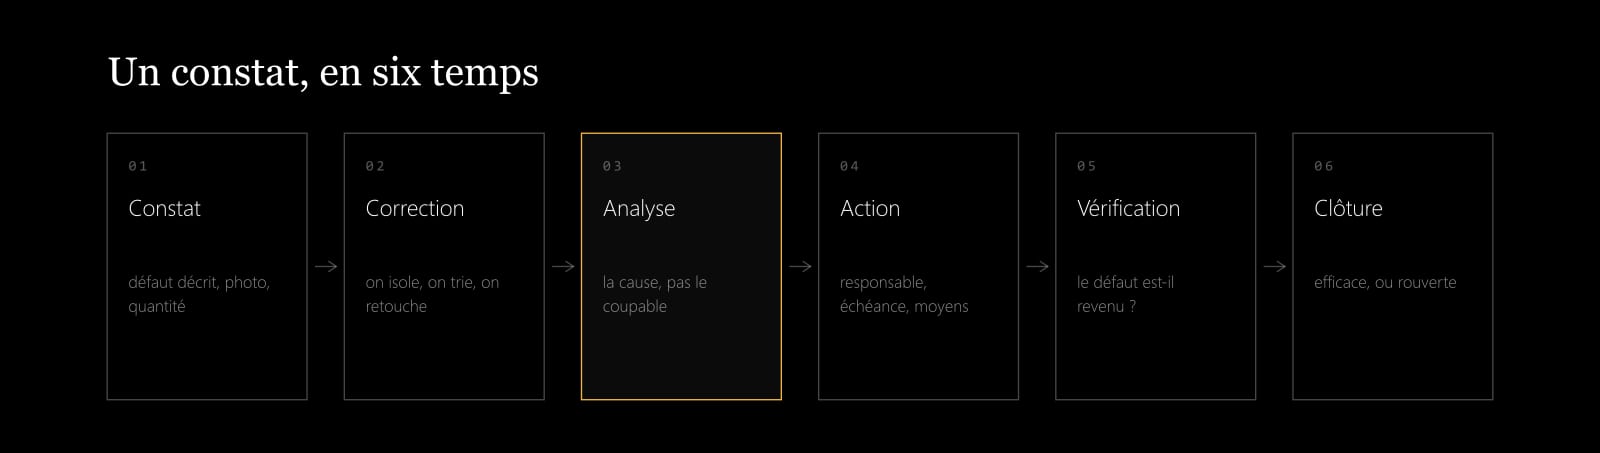 Un constat, en six temps
01
Constat
défaut décrit, photo,
quantité
02
Correction
on isole, on trie, on
retouche
03
Analyse
la cause, pas le
coupable
04
Action
responsable,
échéance, moyens
05
Vérification
le défaut est-il
revenu ?
06
Clôture
efficace, ou rouverte